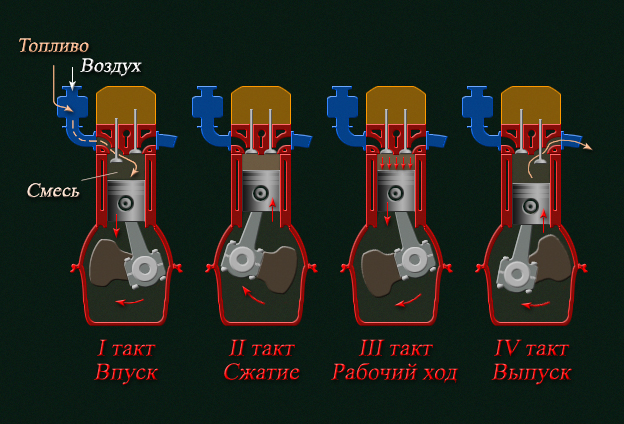 Топливо
Воздух
Смесь
I такт
Впуск
II такт
Сжатие
III такт
Рабочий ход
IV такт
Выпуск